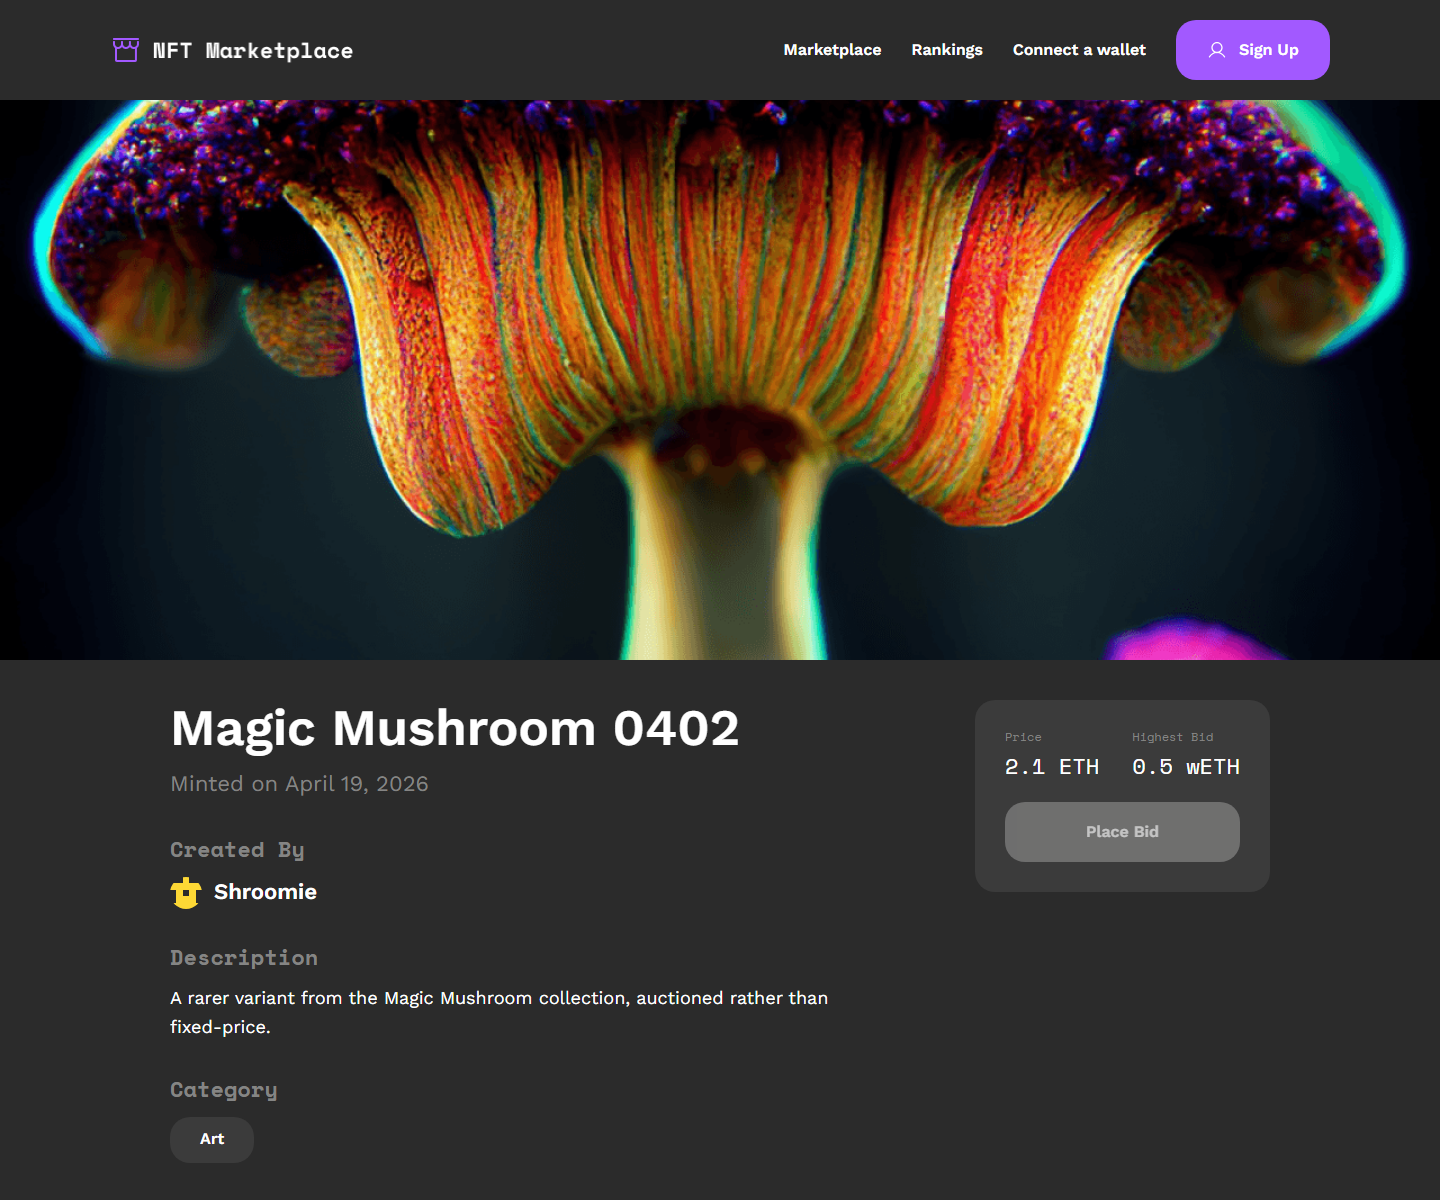 NFT Marketplace
Marketplace
Rankings
Connect a wallet
Sign Up
Magic Mushroom 0402
Minted on April 19, 2026
Created By
Shroomie
Description
A rarer variant from the Magic Mushroom collection, auctioned rather than
fixed-price.
Category
Art
Price
Highest Bid
2.1 ETH
0.5 wETH
Place Bid